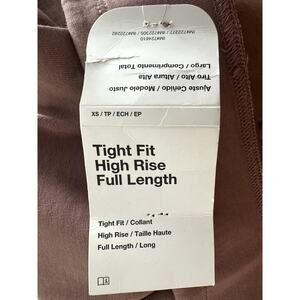 Ajuste Ceñido / Modelo Justo
Tiro Alto / Altura Alta
Largo / Comprimento Total
XS / TP / ECH / EP
Tight Fit
High Rise
Full Length
Tight Fit / Collant
High Rise / Taille Haute
Full Length / Long